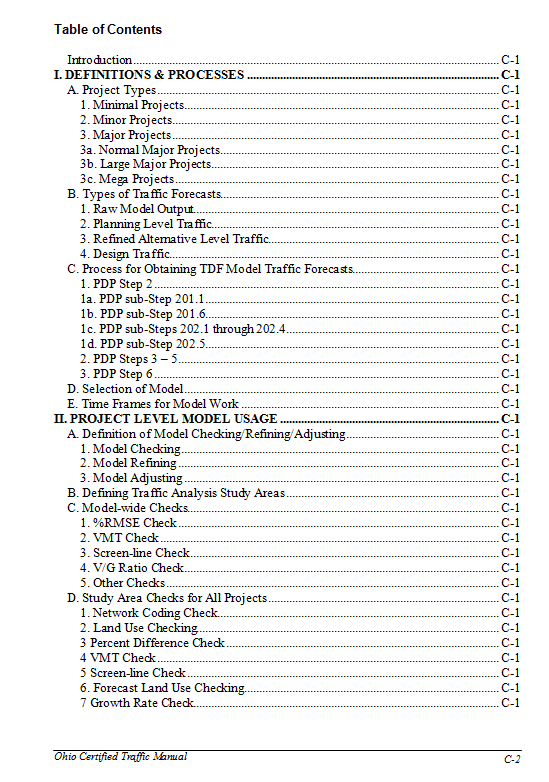 Table of Contents
Introduction ........ C-1
I. DEFINITIONS & PROCESSES ........ C-1
A. Project Types ........ C-1
1. Minimal Projects ........ C-1
2. Minor Projects ........ C-1
3. Major Projects ........ C-1
3a. Normal Major Projects ........ C-1
3b. Large Major Projects ........ C-1
3c. Mega Projects ........ C-1
B. Types of Traffic Forecasts ........ C-1
1. Raw Model Output ........ C-1
2. Planning Level Traffic ........ C-1
3. Refined Alternative Level Traffic ........ C-1
4. Design Traffic ........ C-1
C. Process for Obtaining TDF Model Traffic Forecasts ........ C-1
1. PDP Step 2 ........ C-1
1a. PDP sub-Step 201.1 ........ C-1
1b. PDP sub-Step 201.6 ........ C-1
1c. PDP sub-Steps 202.1 through 202.4 ........ C-1
1d. PDP sub-Step 202.5 ........ C-1
2. PDP Steps 3 – 5 ........ C-1
3. PDP Step 6 ........ C-1
D. Selection of Model ........ C-1
E. Time Frames for Model Work ........ C-1
II. PROJECT LEVEL MODEL USAGE ........ C-1
A. Definition of Model Checking/Refining/Adjusting ........ C-1
1. Model Checking ........ C-1
2. Model Refining ........ C-1
3. Model Adjusting ........ C-1
B. Defining Traffic Analysis Study Areas ........ C-1
C. Model-wide Checks ........ C-1
1. %RMSE Check ........ C-1
2. VMT Check ........ C-1
3. Screen-line Check ........ C-1
4. V/G Ratio Check ........ C-1
5. Other Checks ........ C-1
D. Study Area Checks for All Projects ........ C-1
1. Network Coding Check ........ C-1
2. Land Use Checking ........ C-1
3 Percent Difference Check ........ C-1
4 VMT Check ........ C-1
5 Screen-line Check ........ C-1
6. Forecast Land Use Checking ........ C-1
7 Growth Rate Check ........ C-1
Ohio Certified Traffic Manual C-2